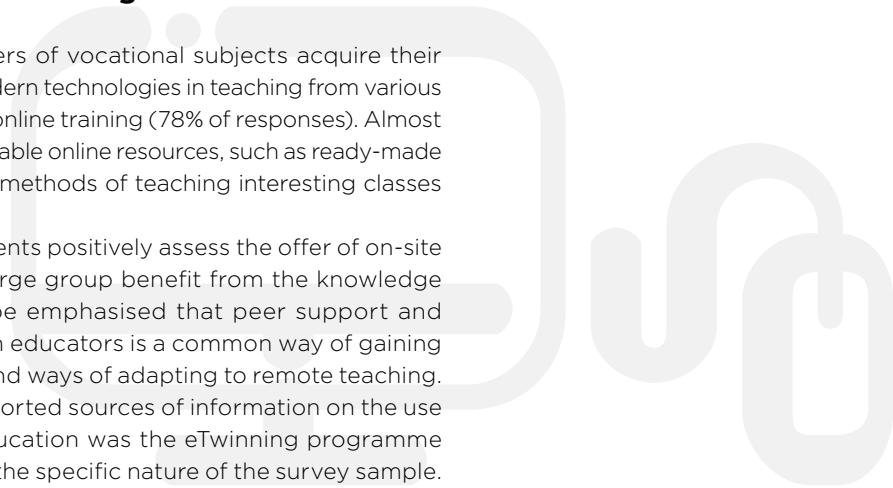 ers of vocational subjects acquire their
dern technologies in teaching from various
online training (78% of responses). Almost
able online resources, such as ready-made
methods of teaching interesting classes
ents positively assess the offer of on-site
rge group benefit from the knowledge
be emphasised that peer support and
n educators is a common way of gaining
nd ways of adapting to remote teaching.
orted sources of information on the use
ucation was the eTwinning programme
the specific nature of the survey sample.